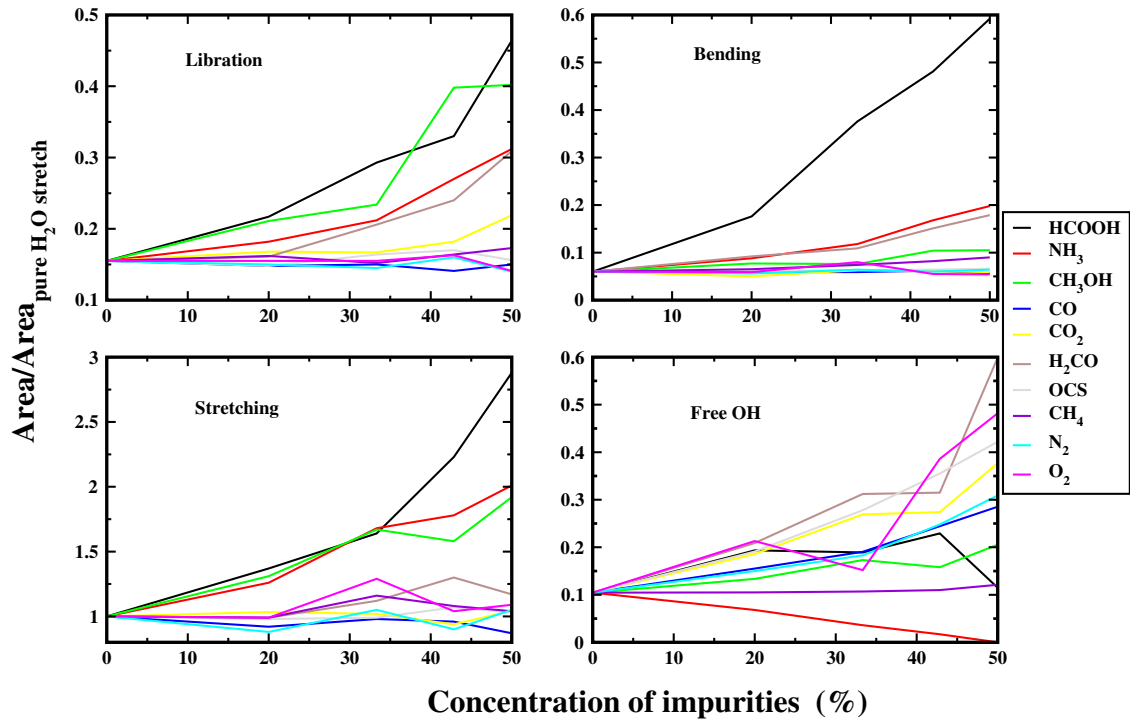 Libration
0.5
0.4
0.3
0.2
0.1
0 10 20 30 40 50
Bending
0.6
0.5
0.4
0.3
0.2
0.1
0
0 10 20 30 40 50
Stretching
3
2.5
2
1.5
1
0 10 20 30 40 50
Free OH
0.6
0.5
0.4
0.3
0.2
0.1
0
0 10 20 30 40 50
Area/Area pure H2O stretch
Concentration of impurities (%)
HCOOH
NH3
CH3OH
CO
CO2
H2CO
OCS
CH4
N2
O2